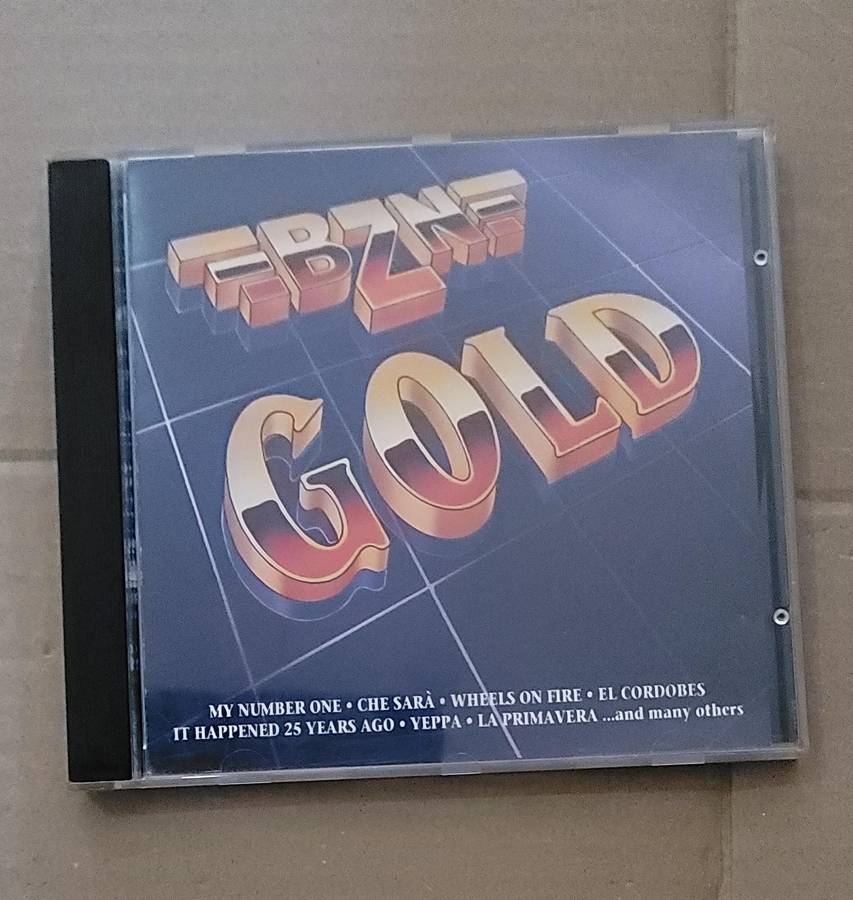 BZN
GOLD
MY NUMBER ONE • CHE SARÀ • WHEELS ON FIRE • EL CORDOBES
IT HAPPENED 25 YEARS AGO • YEPPA • LA PRIMAVERA ...and many others